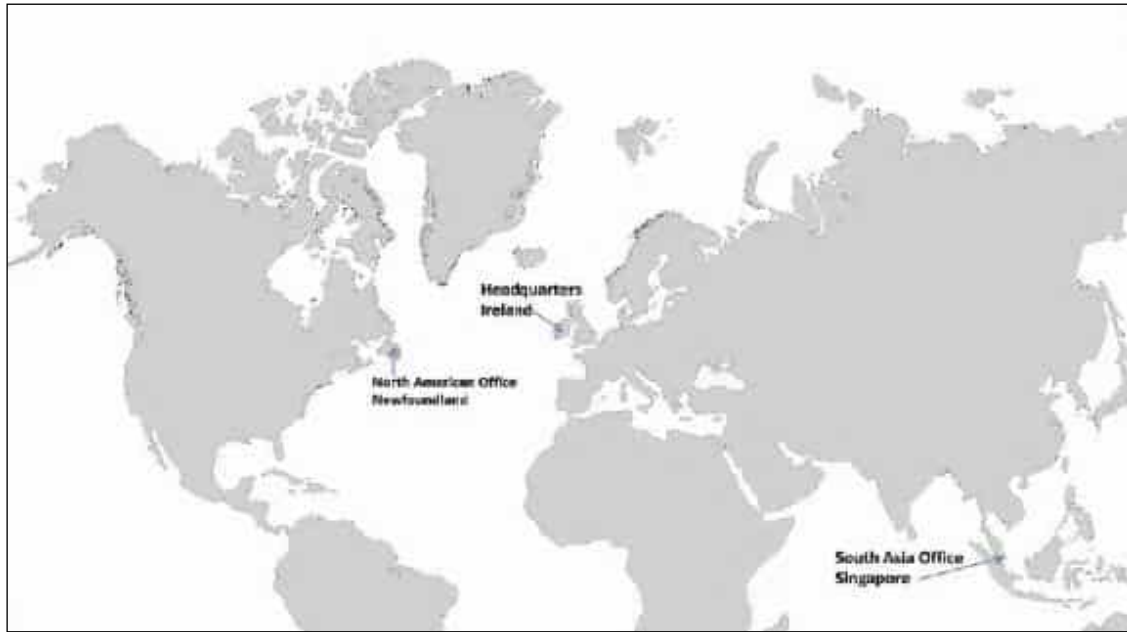 Headquarters
Ireland
North American Office
Newfoundland
South Asia Office
Singapore